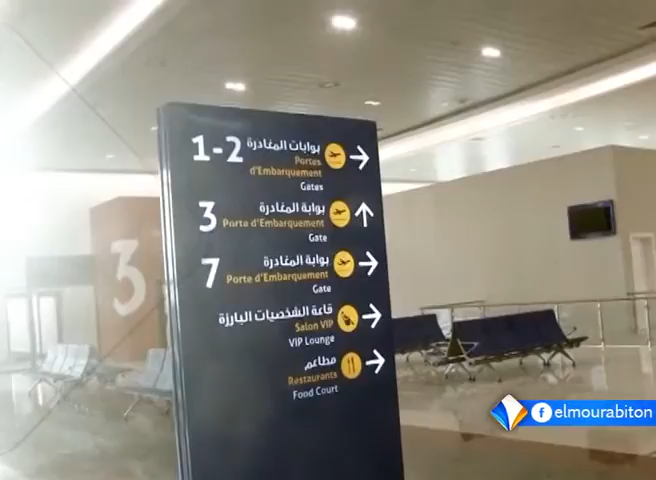 1-2 بوابات المغادرة
Portes
d'Embarquement
Gates
3 بوابة المغادرة
Porte d'Embarquement
Gate
7 بوابة المغادرة
Porte d'Embarquement
Gate
قاعة الشخصيات البارزة
Salon VIP
VIP Lounge
مطاعم
Restaurants
Food Court
3
elmourabiton